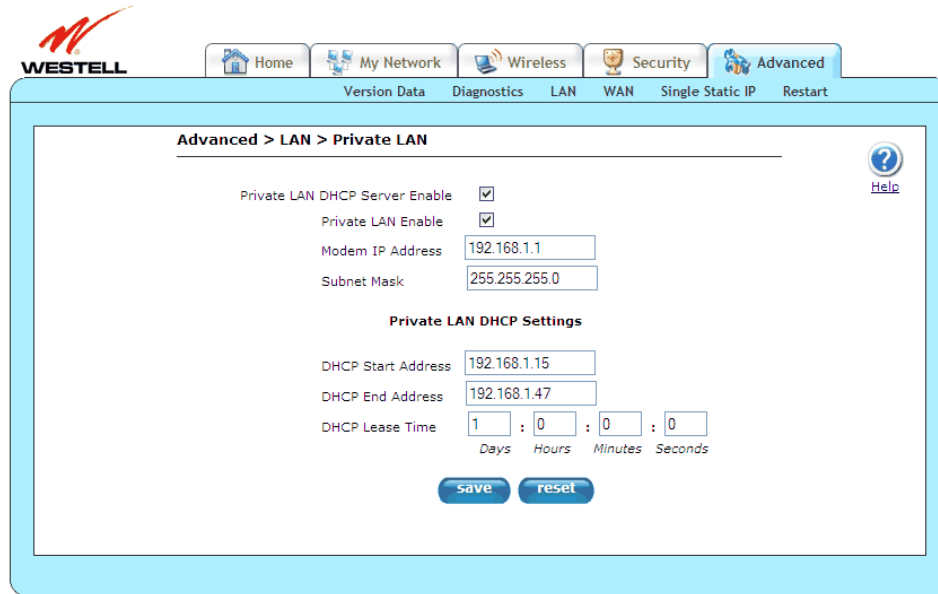 WESTELL
Home My Network Wireless Security Advanced
Version Data Diagnostics LAN WAN Single Static IP Restart
Advanced > LAN > Private LAN
Help
Private LAN DHCP Server Enable
Private LAN Enable
Modem IP Address 192.168.1.1
Subnet Mask 255.255.255.0
Private LAN DHCP Settings
DHCP Start Address 192.168.1.15
DHCP End Address 192.168.1.47
DHCP Lease Time 1 : 0 : 0 : 0
Days Hours Minutes Seconds
save reset